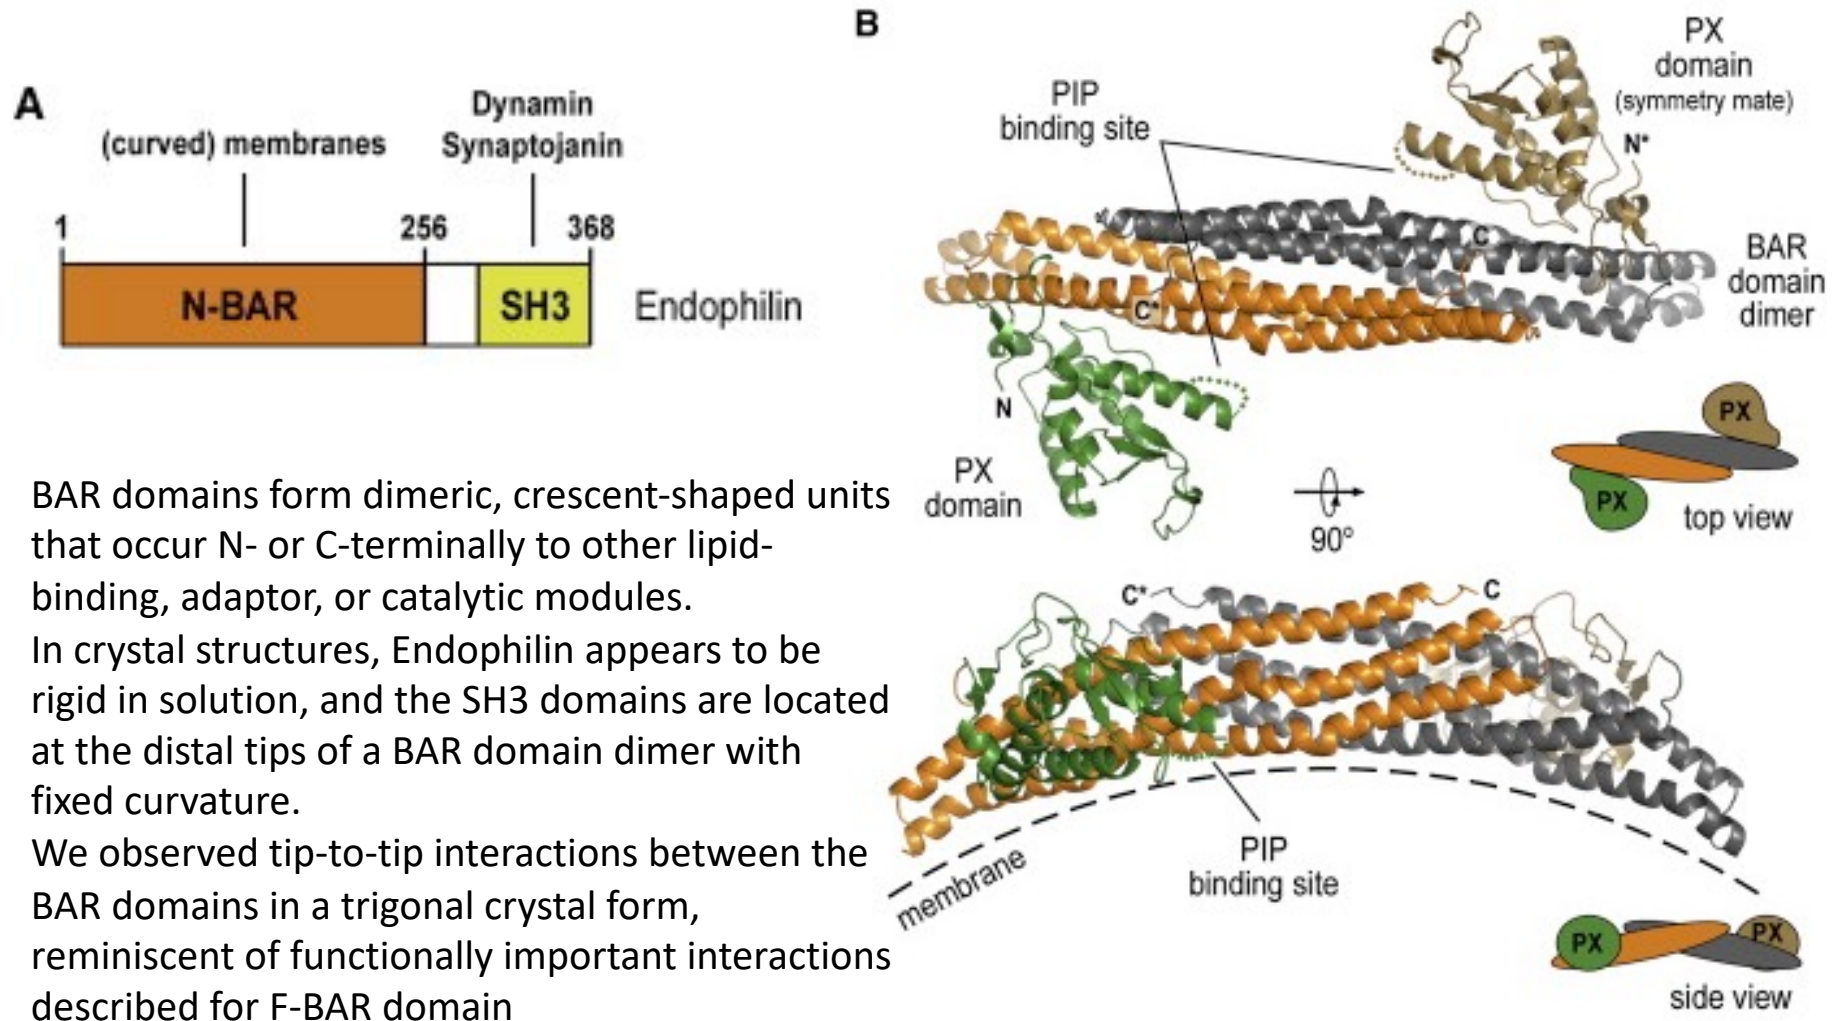 A
(curved) membranes
Dynamin
Synaptojanin
1
256
368
N-BAR
SH3
Endophilin
BAR domains form dimeric, crescent-shaped units
that occur N- or C-terminally to other lipid-
binding, adaptor, or catalytic modules.
In crystal structures, Endophilin appears to be
rigid in solution, and the SH3 domains are located
at the distal tips of a BAR domain dimer with
fixed curvature.
We observed tip-to-tip interactions between the
BAR domains in a trigonal crystal form,
reminiscent of functionally important interactions
described for F-BAR domain
B
PX
domain
(symmetry mate)
PIP
binding site
N*
C
BAR
domain
dimer
C*
N
PX
domain
90°
PX
PX
top view
C*
C
PIP
binding site
membrane
PX
PX
side view